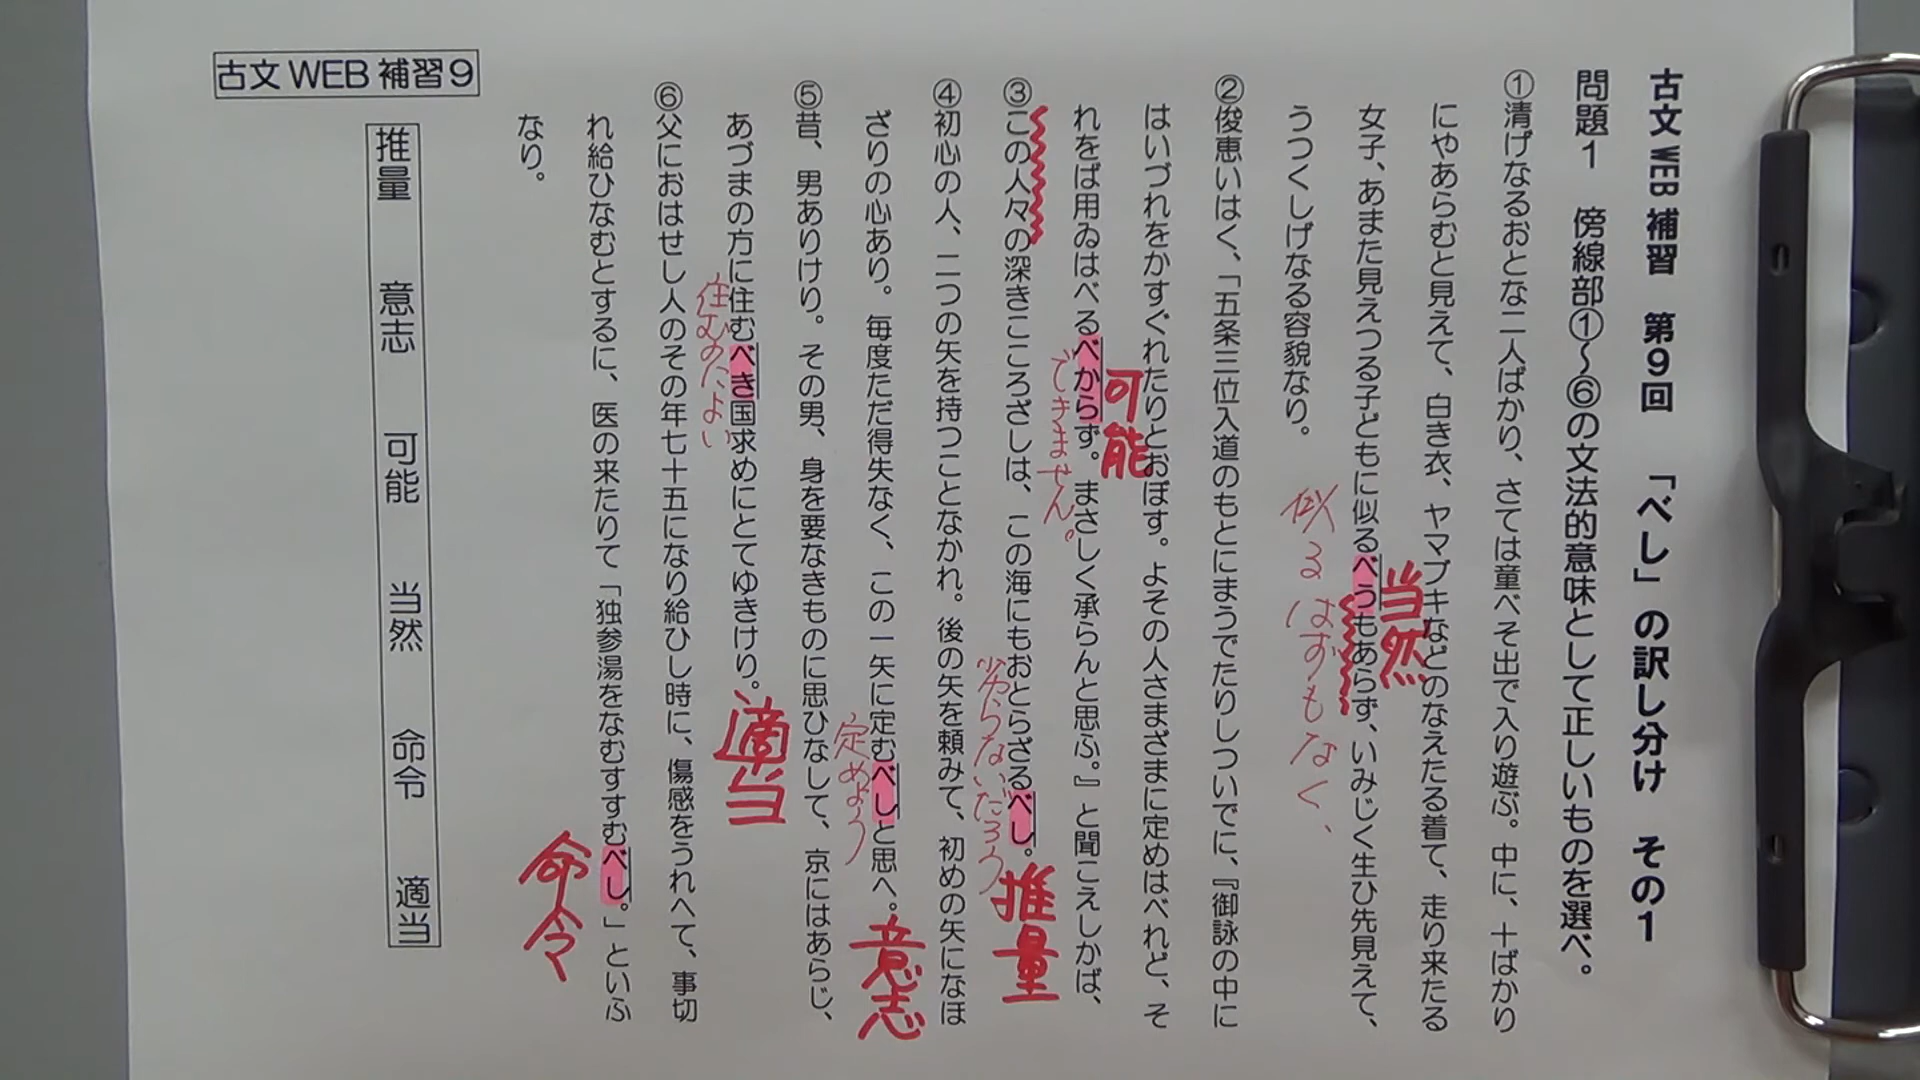 古文 WEB 補習　第9回　「べし」の訳し分け　その1
問題1　傍線部①～⑥の文法的意味として正しいものを選べ。
①清げなるおとな二人ばかり、さては童べぞ出で入り遊ぶ。中に、十ばかり
にやあらむと見えて、白き衣、ヤマブキなどのなえたる着て、走り来たる
当然
女子、あまた見えつる子どもに似るべうもあらず、いみじく生ひ先見えて、
似るはずもなく、
うつくしげなる容貌なり。
②俊恵いはく、「五条三位入道のもとにまうでたりしついでに、『御詠の中に
はいづれをかすぐれたりとおぼす。よその人さまざまに定めはべれど、そ
可能
れをば用ゐはべるべからず。まさしく承らんと思ふ。』と聞こえしかば、
できません。
③この人々の深きこころざしは、この海にもおとらざるべし。
推量
劣らないだろう
④初心の人、二つの矢を持つことなかれ。後の矢を頼みて、初めの矢になほ
ざりの心あり。毎度ただ得失なく、この一矢に定むべしと思へ。
意志
定めよう
⑤昔、男ありけり。その男、身を要なきものに思ひなして、京にはあらじ、
あづまの方に住むべき国求めにとてゆきけり。
適当
住むのによい
⑥父におはせし人のその年七十五になり給ひし時に、傷感をうれへて、事切
れ給ひなむとするに、医の来たりて「独参湯をなむすすむべし。」といふ
命令
なり。
推量　意志　可能　当然　命令　適当
古文 WEB 補習９